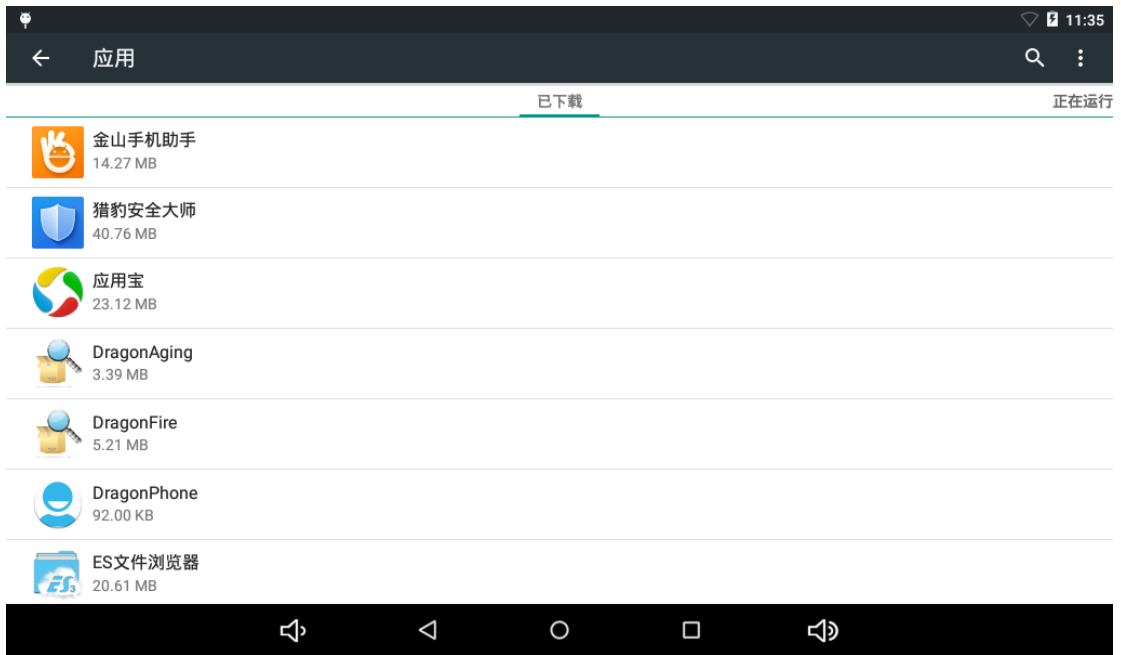 11:35
应用
已下载
正在运行
金山手机助手
14.27 MB
猎豹安全大师
40.76 MB
应用宝
23.12 MB
DragonAging
3.39 MB
DragonFire
5.21 MB
DragonPhone
92.00 KB
ES文件浏览器
ES3
20.61 MB